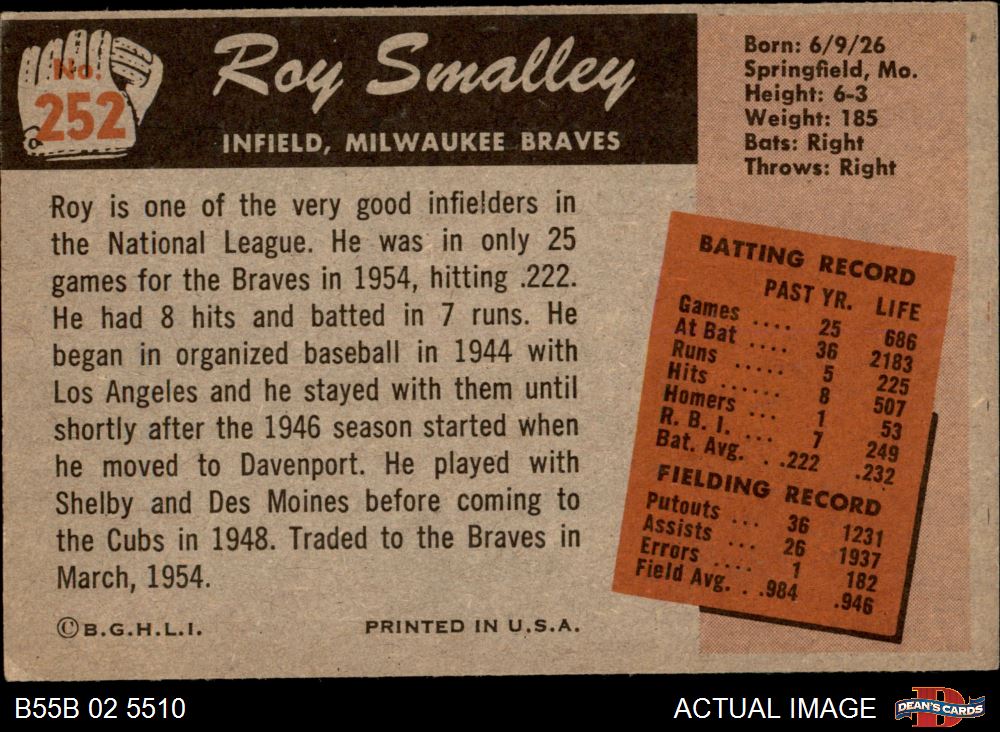 No.
252
Roy Smalley
INFIELD, MILWAUKEE BRAVES
Born: 6/9/26
Springfield, Mo.
Height: 6-3
Weight: 185
Bats: Right
Throws: Right
Roy is one of the very good infielders in
the National League. He was in only 25
games for the Braves in 1954, hitting .222.
He had 8 hits and batted in 7 runs. He
began in organized baseball in 1944 with
Los Angeles and he stayed with them until
shortly after the 1946 season started when
he moved to Davenport. He played with
Shelby and Des Moines before coming to
the Cubs in 1948. Traded to the Braves in
March, 1954.
BATTING RECORD
PAST YR. LIFE
Games .... 25 686
At Bat .... 36 2183
Runs ..... 5 225
Hits ...... 8 507
Homers ... 1 53
R. B. I. ... 7 249
Bat. Avg. . .222 .232
FIELDING RECORD
Putouts ... 36 1231
Assists ... 26 1937
Errors .... 1 182
Field Avg. . .984 .946
©B.G.H.L.I.
PRINTED IN U.S.A.
B55B 02 5510
ACTUAL IMAGE
DEAN'S CARDS